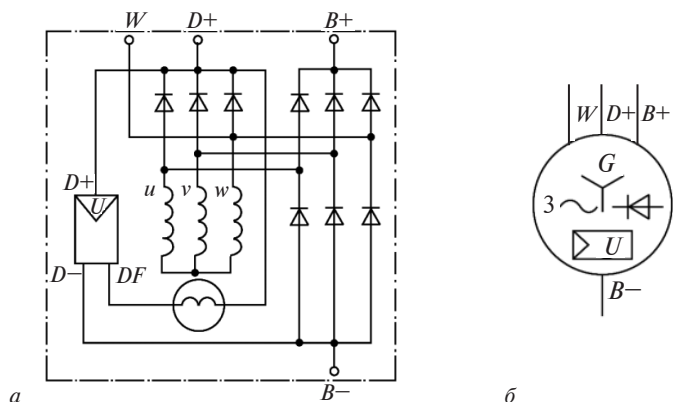 W D+ B+
D+
U
u v w
D− DF
B−
а
W D+ B+
G
3
U
B−
б